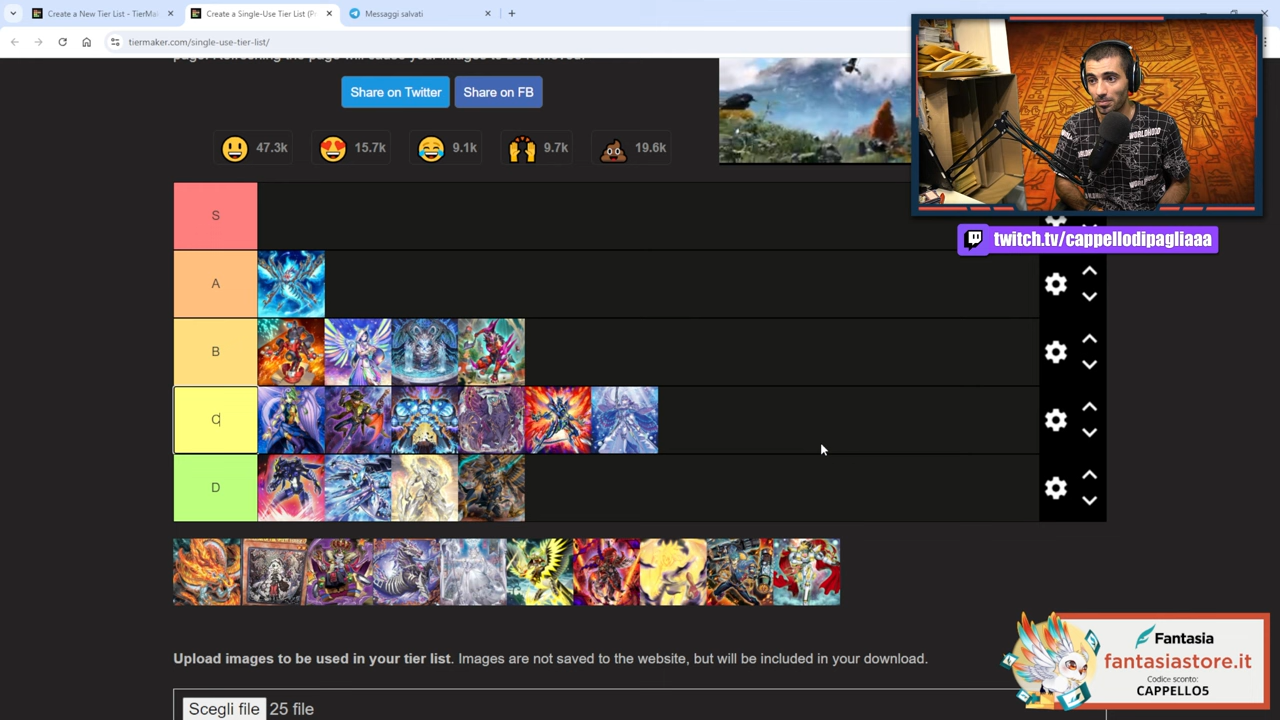 Create a New Tier List - TierMa
Create a Single-Use Tier List (P
Messaggi salvati
tiermaker.com/single-use-tier-list/
Share on Twitter
Share on FB
47.3k
15.7k
9.1k
9.7k
19.6k
WORLDHOOD
twitch.tv/cappellodipagliaaa
S
A
B
C
D
Upload images to be used in your tier list. Images are not saved to the website, but will be included in your download.
Scegli file 25 file
Fantasia
fantasiastore.it
Codice sconto:
CAPPELLO5